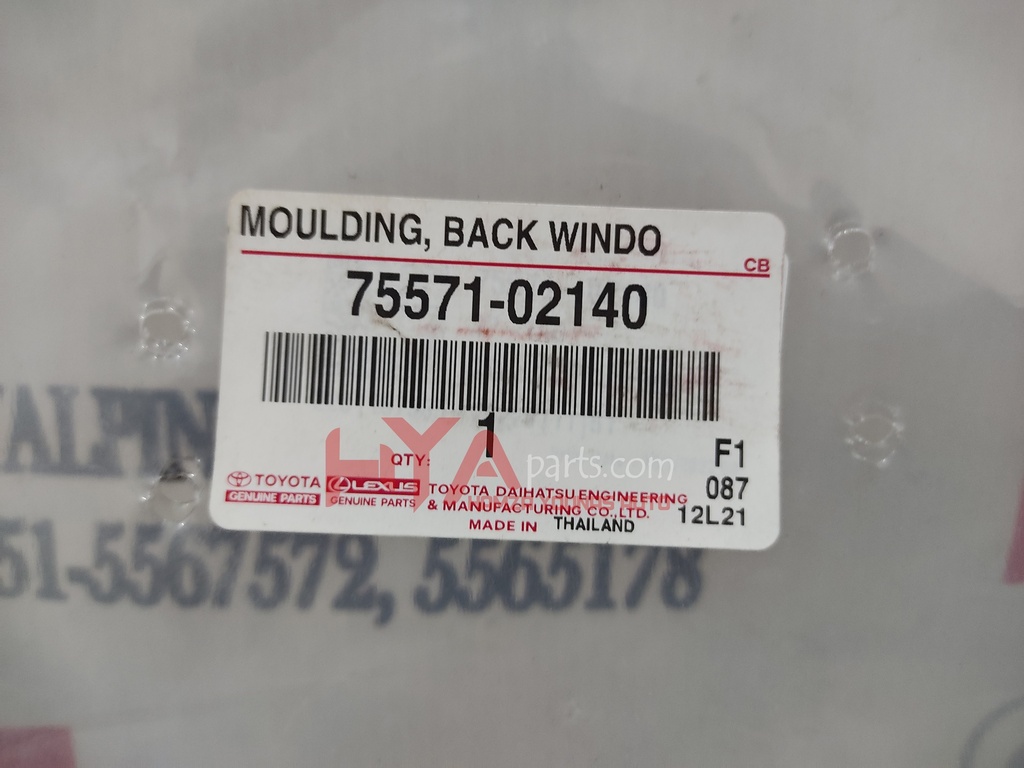 MOULDING, BACK WINDO
CB
75571-02140
1
QTY:
HYAparts.com
F1
TOYOTA
GENUINE PARTS
LEXUS
GENUINE PARTS
TOYOTA DAIHATSU ENGINEERING
& MANUFACTURING CO., LTD.
MADE IN THAILAND
087
12L21
ALPIN
51-5567572, 5565178